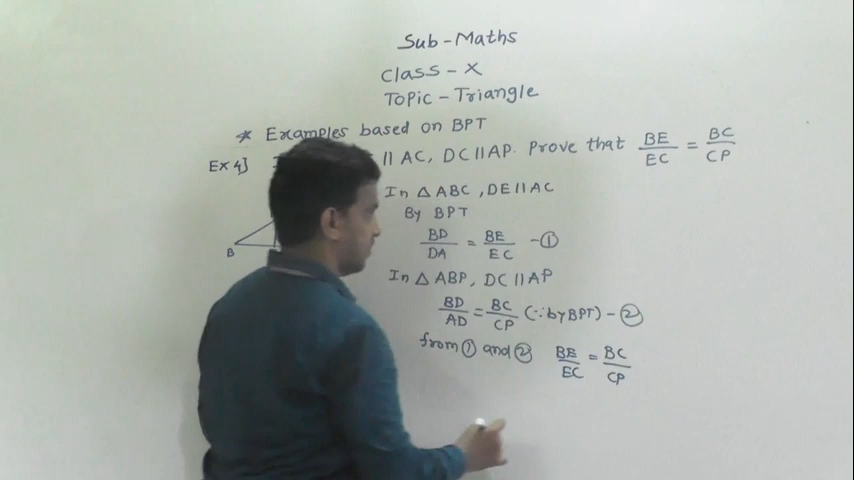 Sub-Maths
Class-X
Topic-Triangle
* Examples based on BPT
Ex 4] || AC, DC || AP. Prove that BE/EC = BC/CP
In △ABC, DE || AC
By BPT
BD/DA = BE/EC -①
In △ABP, DC || AP
BD/AD = BC/CP (∵ by BPT) - ②
from ① and ② BE/EC = BC/CP
B